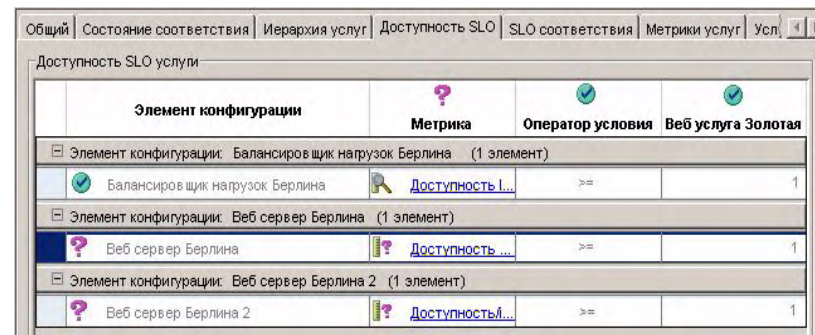 Общий Состояние соответствия Иерархия услуг Доступность SLO SLO соответствия Метрики услуг Усл
Доступность SLO услуги
Элемент конфигурации Метрика Оператор условия Веб услуга Золотая
Элемент конфигурации: Балансировщик нагрузок Берлина (1 элемент)
Балансировщик нагрузок Берлина Доступность I... >= 1
Элемент конфигурации: Веб сервер Берлина (1 элемент)
Веб сервер Берлина Доступность ... >= 1
Элемент конфигурации: Веб сервер Берлина 2 (1 элемент)
Веб сервер Берлина 2 Доступность/i... >= 1